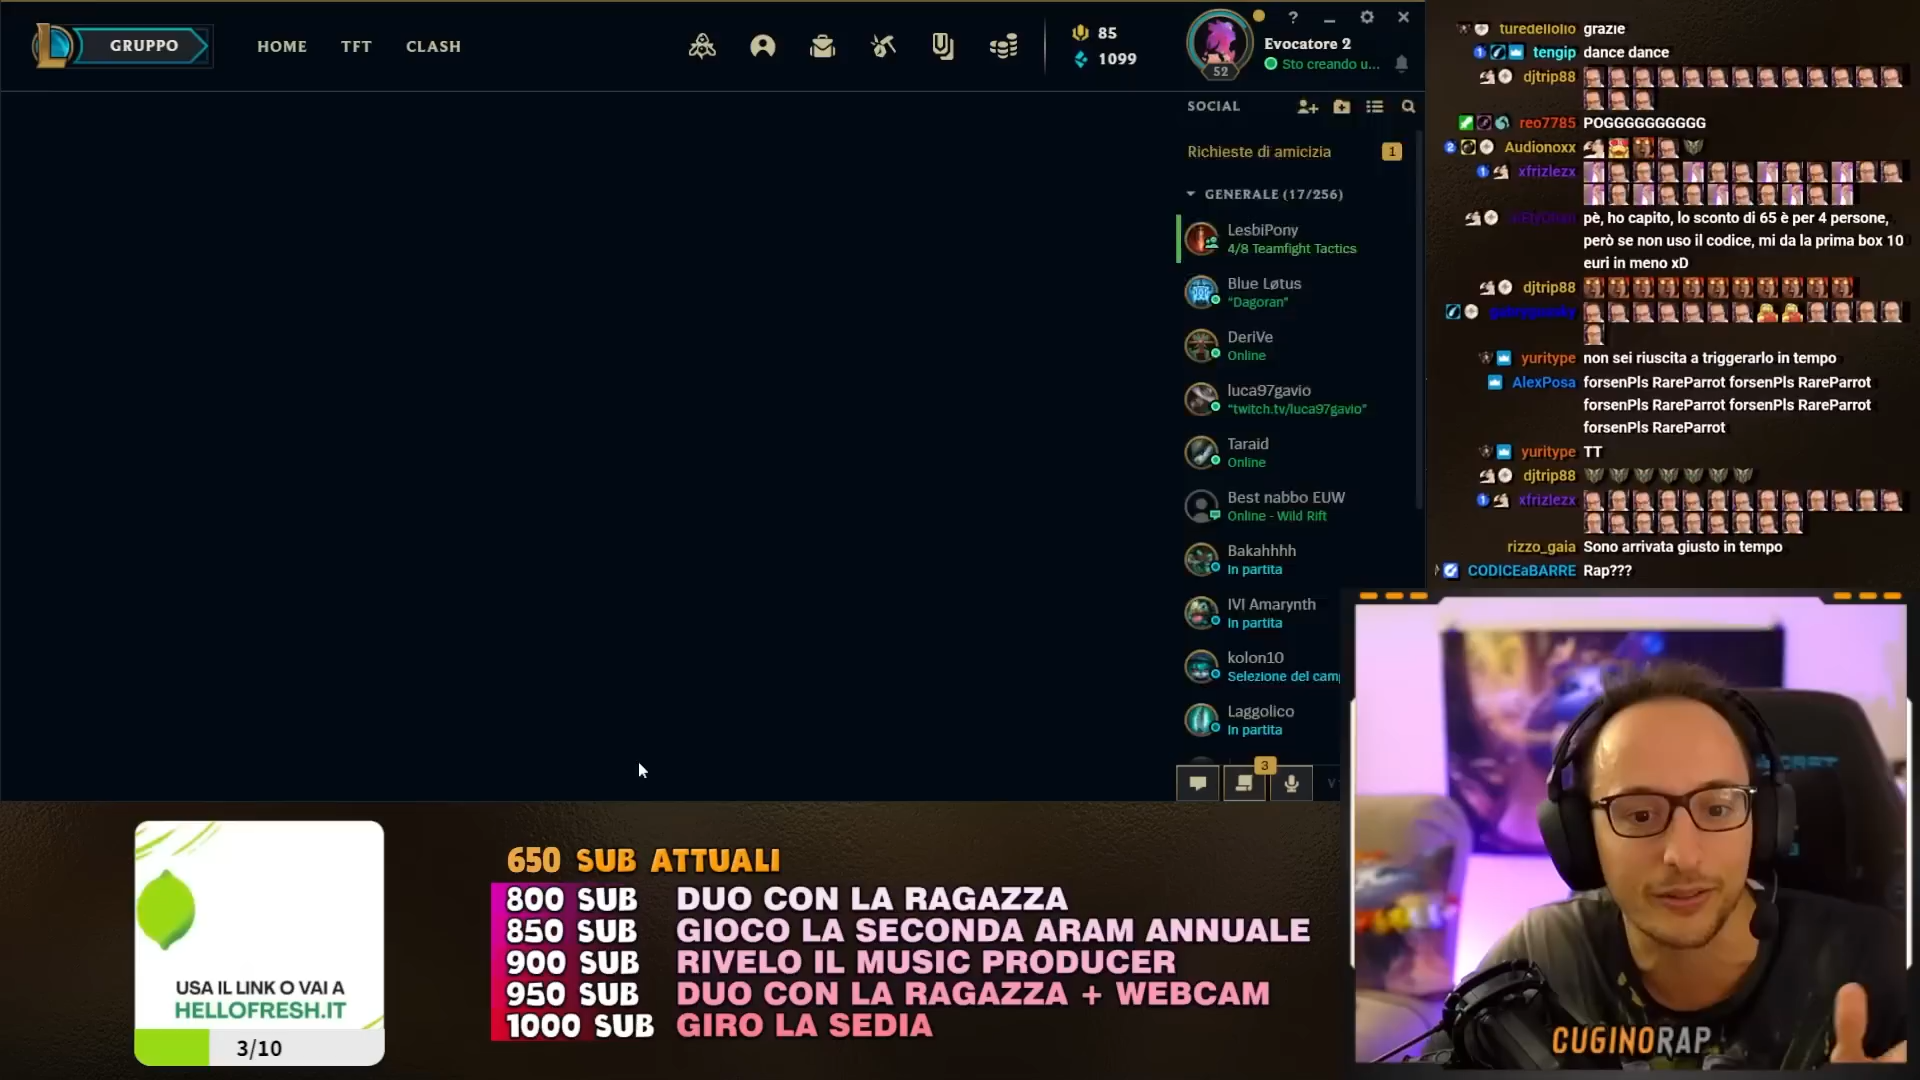 GRUPPO
HOME
TFT
CLASH
85
1099
52
?
Evocatore 2
Sto creando u...
SOCIAL
Richieste di amicizia
1
GENERALE (17/256)
LesbiPony
4/8 Teamfight Tactics
Blue Løtus
"Dagoran"
DeriVe
Online
luca97gavio
"twitch.tv/luca97gavio"
Taraid
Online
Best nabbo EUW
Online - Wild Rift
Bakahhhh
In partita
IVI Amarynth
In partita
kolon10
Selezione del cam
Laggolico
In partita
3
turedellolio grazie
tengip dance dance
djtrip88
reo7785 POGGGGGGGGGG
Audionoxx
xfrizlezx
pè, ho capito, lo sconto di 65 è per 4 persone,
però se non uso il codice, mi da la prima box 10
euri in meno xD
djtrip88
yuritype non sei riuscita a triggerarlo in tempo
AlexPosa forsenPls RareParrot forsenPls RareParrot
forsenPls RareParrot forsenPls RareParrot
forsenPls RareParrot
yuritype TT
djtrip88
xfrizlezx
rizzo_gaia Sono arrivata giusto in tempo
CODICEaBARRE Rap???
USA IL LINK O VAI A
HELLOFRESH.IT
3/10
650 SUB ATTUALI
800 SUB DUO CON LA RAGAZZA
850 SUB GIOCO LA SECONDA ARAM ANNUALE
900 SUB RIVELO IL MUSIC PRODUCER
950 SUB DUO CON LA RAGAZZA + WEBCAM
1000 SUB GIRO LA SEDIA
CUGINORAP